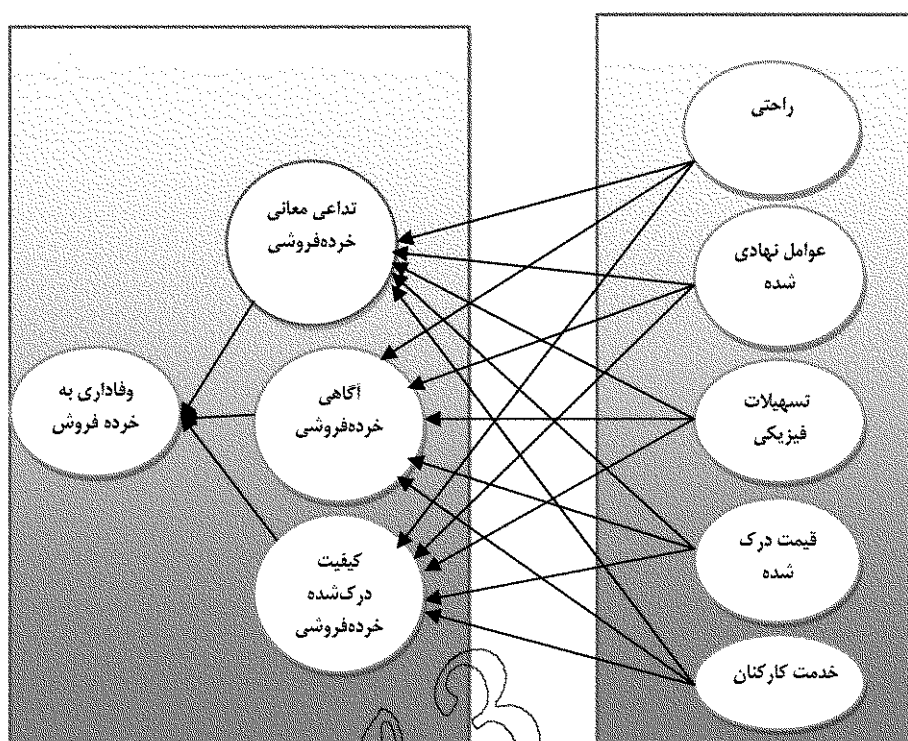 راحتی
عوامل نهادی
شده
تسهیلات
فیزیکی
قیمت درک
شده
خدمت کارکنان
تداعی معانی
خرده‌فروشی
آگاهی
خرده‌فروشی
کیفیت
درک‌شده
خرده‌فروشی
وفاداری به
خرده فروش